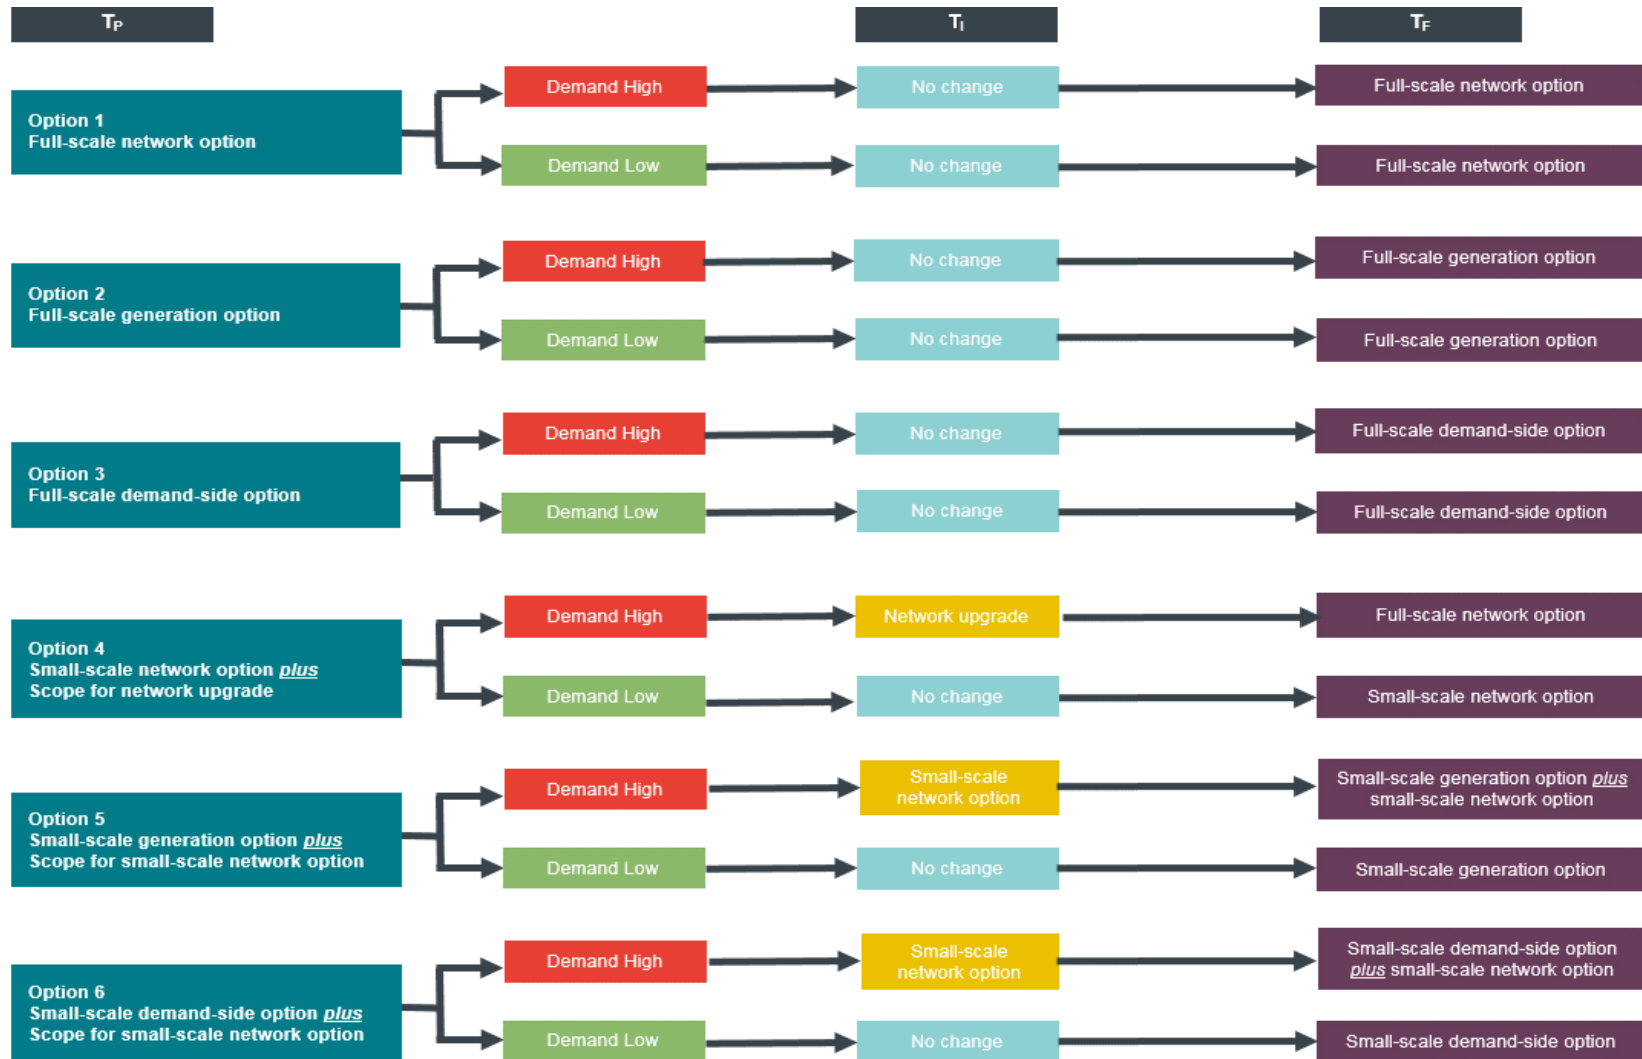 T_P
T_I
T_F
Option 1
Full-scale network option
Demand High
No change
Full-scale network option
Demand Low
No change
Full-scale network option
Option 2
Full-scale generation option
Demand High
No change
Full-scale generation option
Demand Low
No change
Full-scale generation option
Option 3
Full-scale demand-side option
Demand High
No change
Full-scale demand-side option
Demand Low
No change
Full-scale demand-side option
Option 4
Small-scale network option plus
Scope for network upgrade
Demand High
Network upgrade
Full-scale network option
Demand Low
No change
Small-scale network option
Option 5
Small-scale generation option plus
Scope for small-scale network option
Demand High
Small-scale
network option
Small-scale generation option plus
small-scale network option
Demand Low
No change
Small-scale generation option
Option 6
Small-scale demand-side option plus
Scope for small-scale network option
Demand High
Small-scale
network option
Small-scale demand-side option
plus small-scale network option
Demand Low
No change
Small-scale demand-side option